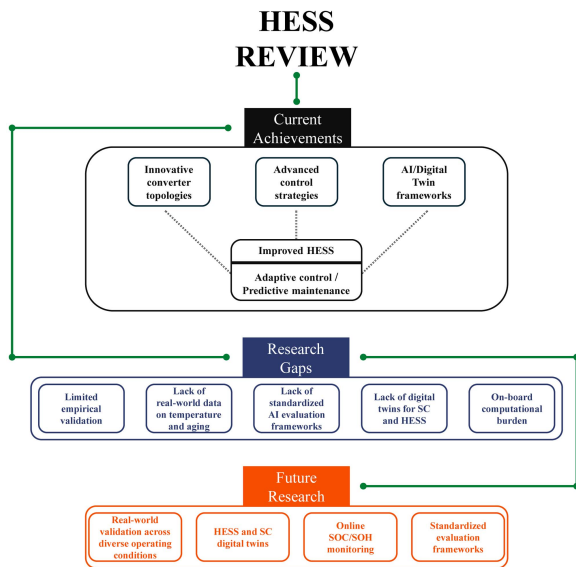 HESS
REVIEW
Current
Achievements
Innovative
converter
topologies
Advanced
control
strategies
AI/Digital
Twin
frameworks
Improved HESS
Adaptive control /
Predictive maintenance
Research
Gaps
Limited
empirical
validation
Lack of
real-world data
on temperature
and aging
Lack of
standardized
AI evaluation
frameworks
Lack of digital
twins for SC
and HESS
On-board
computational
burden
Future
Research
Real-world
validation across
diverse operating
conditions
HESS and SC
digital twins
Online
SOC/SOH
monitoring
Standardized
evaluation
frameworks